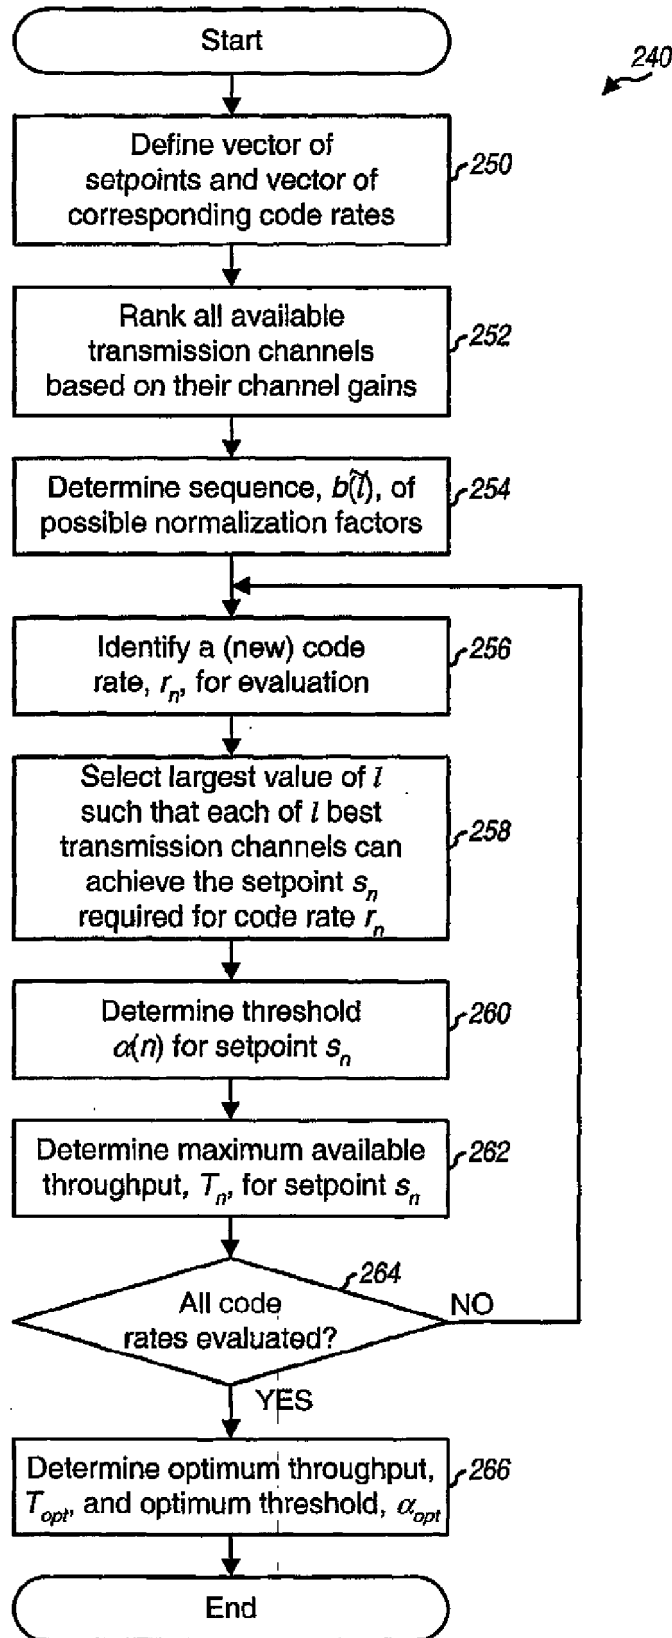 Start
240
Define vector of
setpoints and vector of
corresponding code rates
250
Rank all available
transmission channels
based on their channel gains
252
Determine sequence, b(l̃), of
possible normalization factors
254
Identify a (new) code
rate, rₙ, for evaluation
256
Select largest value of l
such that each of l best
transmission channels can
achieve the setpoint sₙ
required for code rate rₙ
258
Determine threshold
α(n) for setpoint sₙ
260
Determine maximum available
throughput, Tₙ, for setpoint sₙ
262
264
All code
rates evaluated?
NO
YES
Determine optimum throughput,
T_opt, and optimum threshold, α_opt
266
End